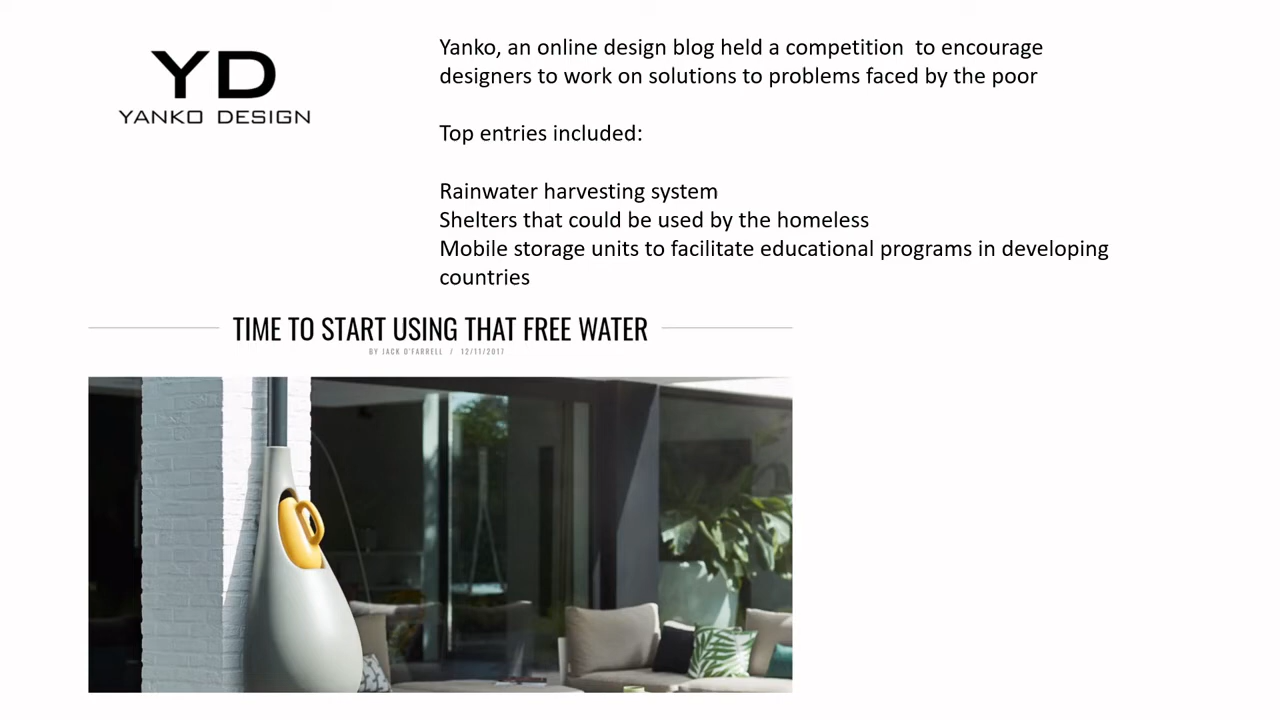 YD
YANKO DESIGN
Yanko, an online design blog held a competition  to encourage
designers to work on solutions to problems faced by the poor
Top entries included:
Rainwater harvesting system
Shelters that could be used by the homeless
Mobile storage units to facilitate educational programs in developing
countries
TIME TO START USING THAT FREE WATER
BY JACK O'FARRELL / 12/11/2017